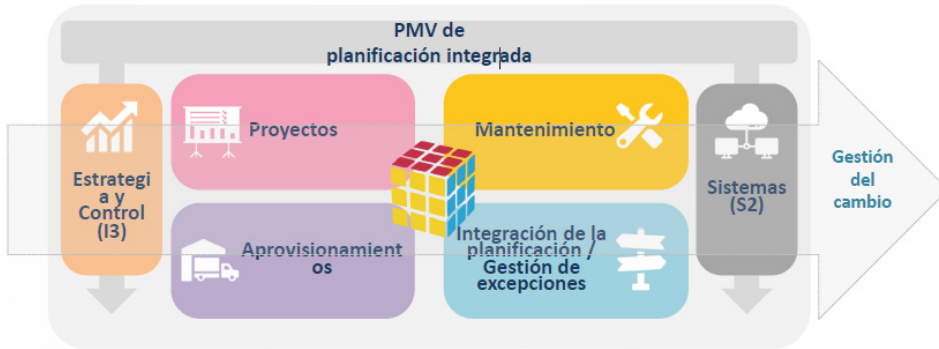 PMV de
planificación integrada
Proyectos
Mantenimiento
Estrategi
a y
Control
(I3)
Sistemas
(S2)
Gestión
del
cambio
Aprovisionamient
os
Integración de la
planificación /
Gestión de
excepciones